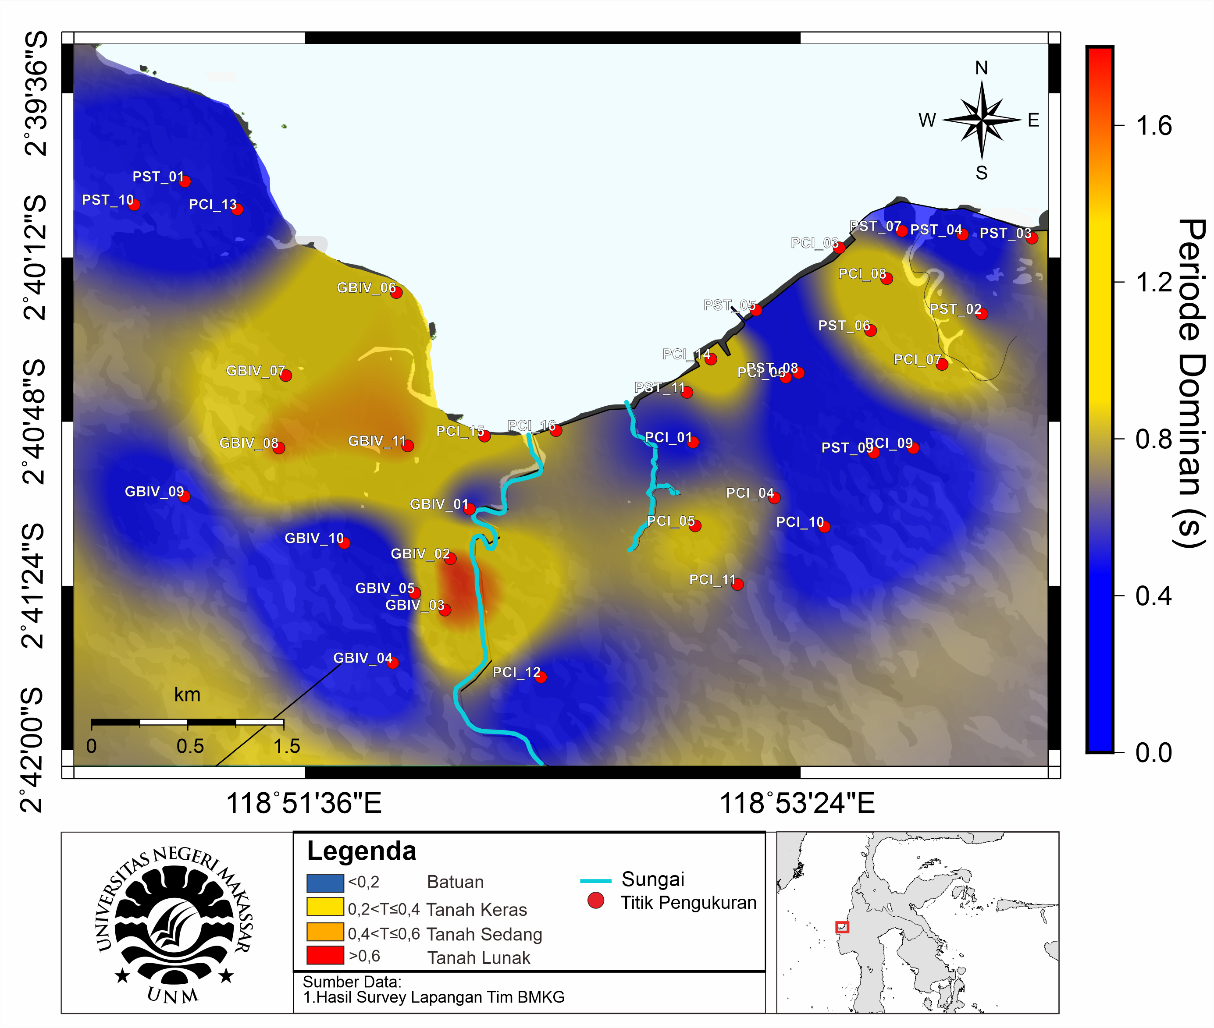 2°39'36"S
2°40'12"S
2°40'48"S
2°41'24"S
2°42'00"S
118°51'36"E
118°53'24"E
N
W
E
S
PST_01
PST_10
PCI_13
GBIV_06
GBIV_07
GBIV_08
GBIV_11
PCI_15
PCI_16
GBIV_09
GBIV_01
GBIV_10
GBIV_02
GBIV_05
GBIV_03
GBIV_04
PCI_12
PST_07
PST_04
PST_03
PCI_08
PST_02
PST_05
PST_06
PCI_07
PCI_14
PST_08
PST_11
PCI_01
PST_09
PCI_09
PCI_04
PCI_05
PCI_10
PCI_11
km
0
0.5
1.5
1.6
1.2
0.8
0.4
0.0
Periode Dominan (s)
UNIVERSITAS NEGERI MAKASSAR
UNM
Legenda
<0,2 Batuan
0,2<T≤0,4 Tanah Keras
0,4<T≤0,6 Tanah Sedang
>0,6 Tanah Lunak
Sungai
Titik Pengukuran
Sumber Data:
1.Hasil Survey Lapangan Tim BMKG